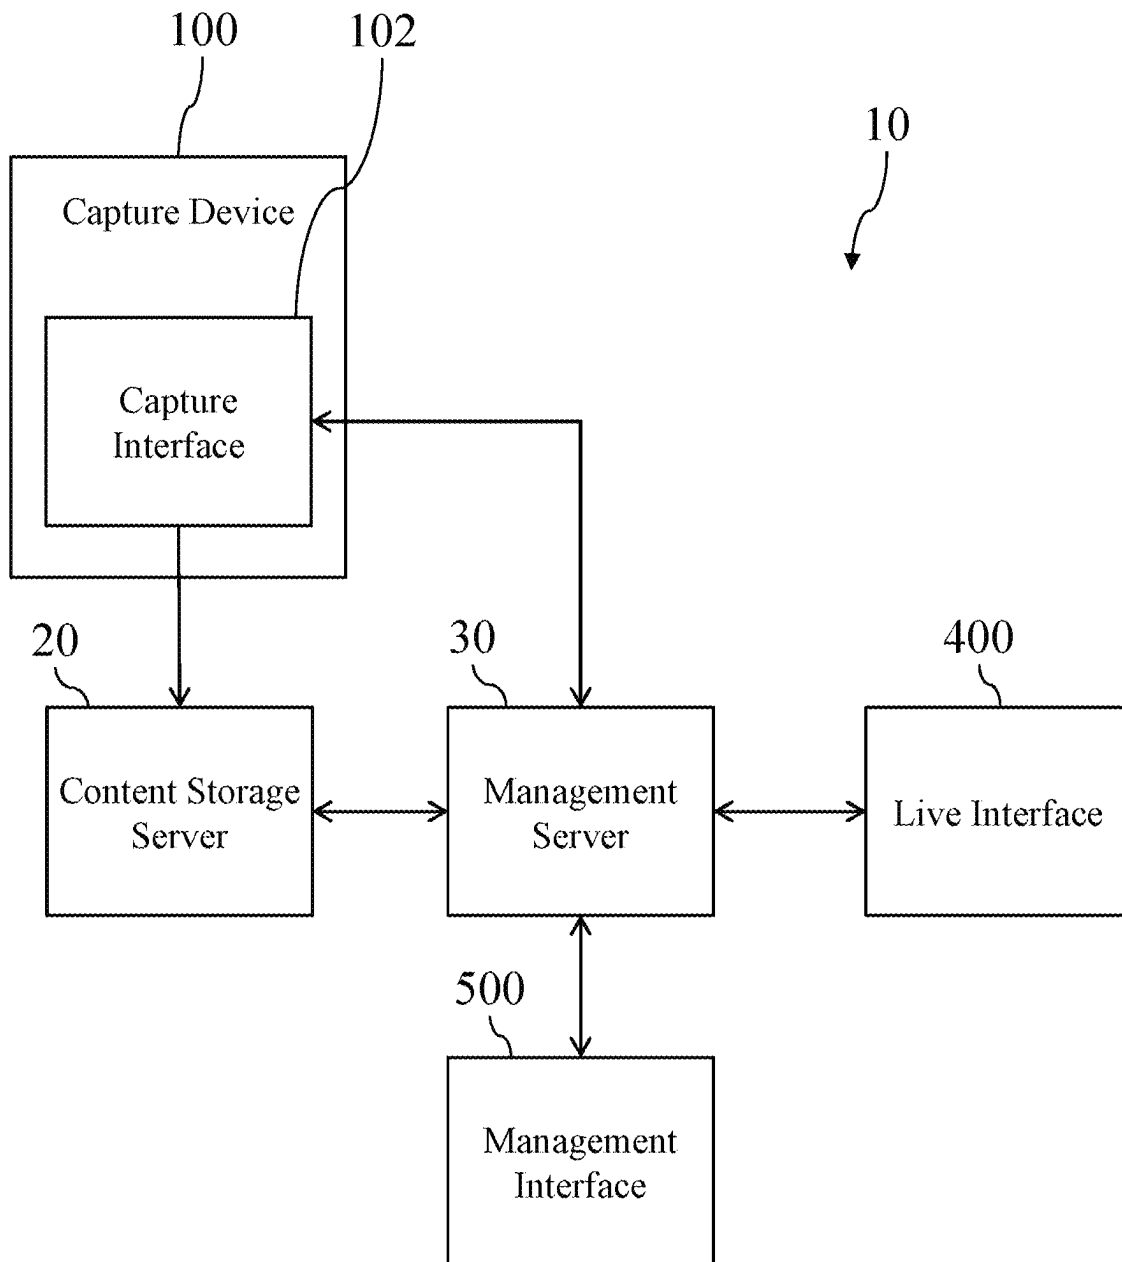 100
102
10
Capture Device
Capture
Interface
20
30
400
Content Storage
Server
Management
Server
Live Interface
500
Management
Interface